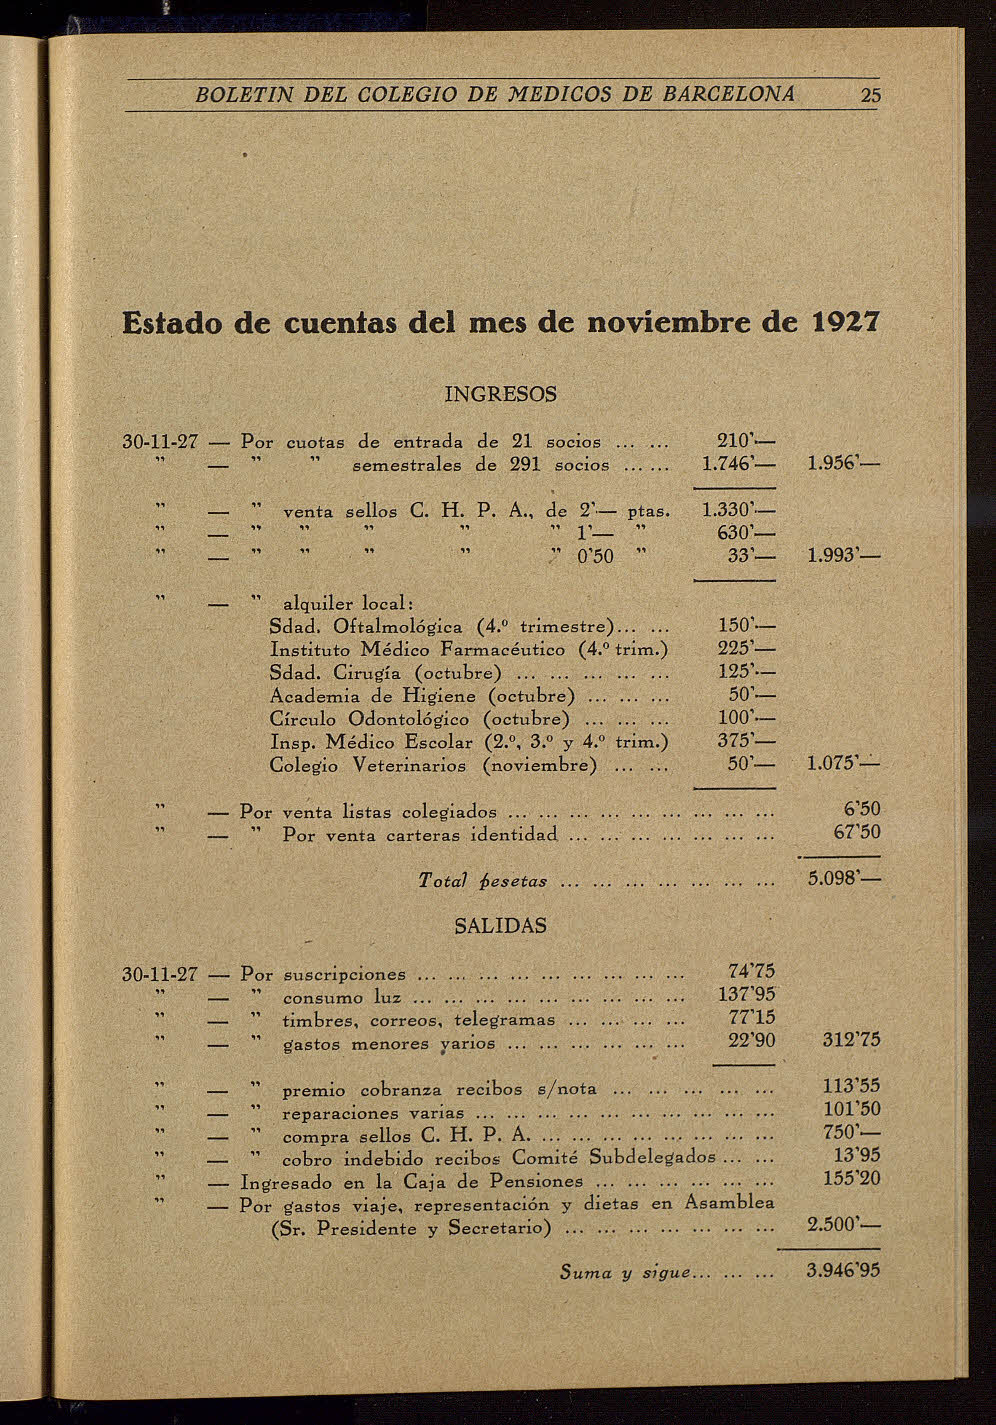 BOLETIN DEL COLEGIO DE MEDICOS DE BARCELONA 25
Estado de cuentas del mes de noviembre de 1927
INGRESOS
30-11-27 — Por cuotas de entrada de 21 socios ... ... 210'—
" — " " semestrales de 291 socios ... ... 1.746'— 1.956'—
" — " venta sellos C. H. P. A., de 2'— ptas. 1.330'—
" — " " " " " 1'— " 630'—
" — " " " " " 0'50 " 33'— 1.993'—
" — " alquiler local:
Sdad. Oftalmológica (4.º trimestre)... ... 150'—
Instituto Médico Farmacéutico (4.º trim.) 225'—
Sdad. Cirugía (octubre) ... ... ... ... ... 125'—
Academia de Higiene (octubre) ... ... ... 50'—
Círculo Odontológico (octubre) ... ... ... 100'—
Insp. Médico Escolar (2.º, 3.º y 4.º trim.) 375'—
Colegio Veterinarios (noviembre) ... ... 50'— 1.075'—
" — Por venta listas colegiados ... ... ... ... ... ... ... ... ... 6'50
" — " Por venta carteras identidad ... ... ... ... ... ... ... 67'50
Total pesetas ... ... ... ... ... ... ... 5.098'—
SALIDAS
30-11-27 — Por suscripciones ... ... ... ... ... ... ... ... ... 74'75
" — " consumo luz ... ... ... ... ... ... ... ... ... 137'95
" — " timbres, correos, telegramas ... ... ... ... 77'15
" — " gastos menores varios ... ... ... ... ... ... 22'90 312'75
" — " premio cobranza recibos s/nota ... ... ... ... ... 113'55
" — " reparaciones varias ... ... ... ... ... ... ... ... ... ... 101'50
" — " compra sellos C. H. P. A. ... ... ... ... ... ... ... ... 750'—
" — " cobro indebido recibos Comité Subdelegados ... ... 13'95
" — Ingresado en la Caja de Pensiones ... ... ... ... ... ... 155'20
" — Por gastos viaje, representación y dietas en Asamblea
(Sr. Presidente y Secretario) ... ... ... ... ... ... ... 2.500'—
Suma y sigue... ... ... 3.946'95